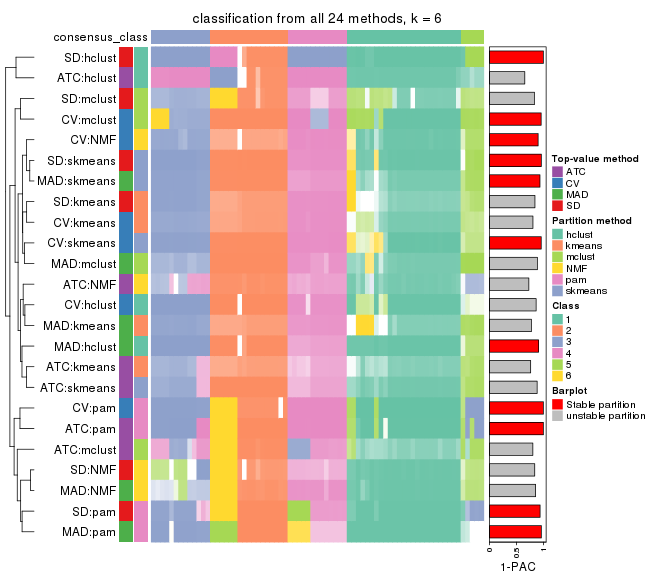 classification from all 24 methods, k = 6
consensus_class
SD:hclust
ATC:hclust
SD:mclust
CV:mclust
CV:NMF
SD:skmeans
MAD:skmeans
SD:kmeans
CV:kmeans
CV:skmeans
MAD:mclust
ATC:NMF
CV:hclust
MAD:kmeans
MAD:hclust
ATC:kmeans
ATC:skmeans
CV:pam
ATC:pam
ATC:mclust
SD:NMF
MAD:NMF
SD:pam
MAD:pam
0
0.5
1
1-PAC
Top-value method
ATC
CV
MAD
SD
Partition method
hclust
kmeans
mclust
NMF
pam
skmeans
Class
1
2
3
4
5
6
Barplot
Stable partition
unstable partition